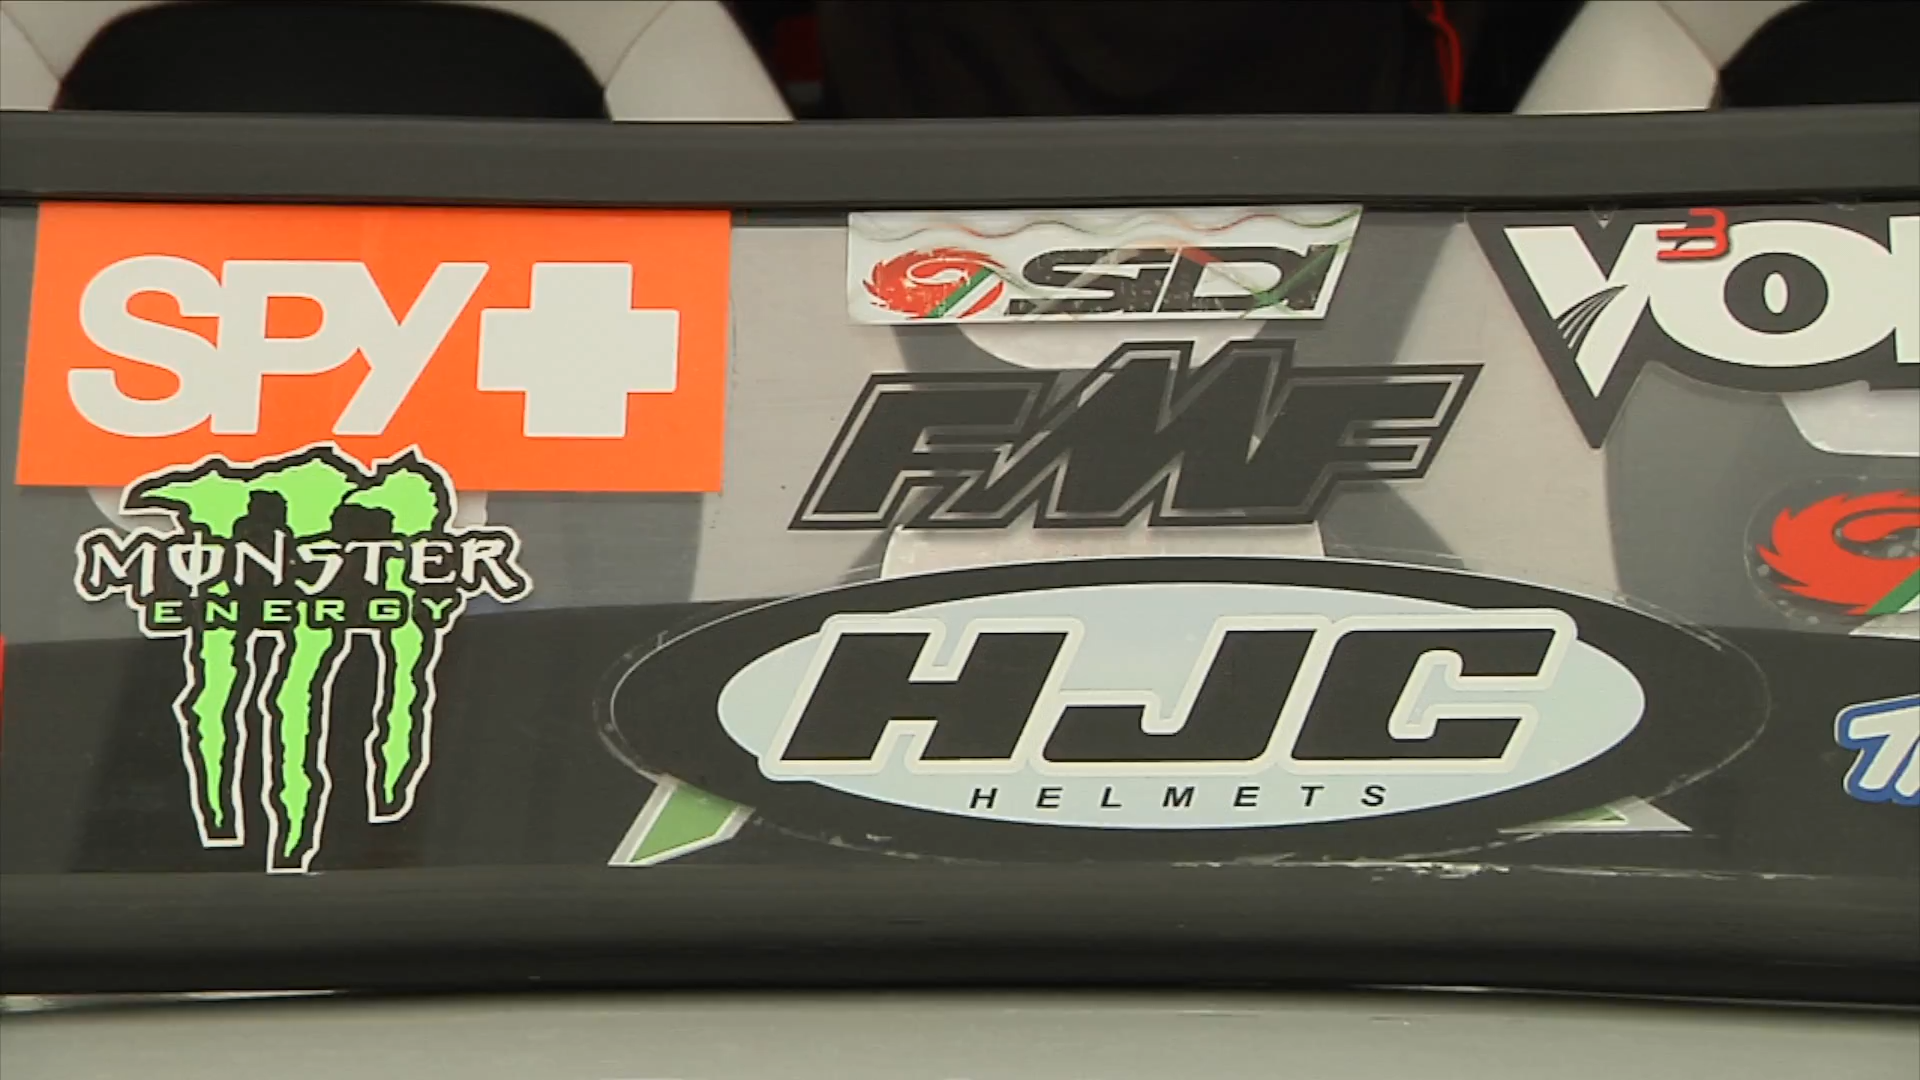 SPY+
SIDI
FMF
MONSTER
ENERGY
HJC
HELMETS